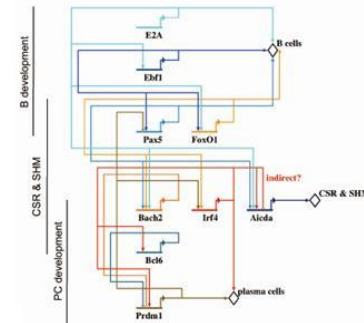 E2A
B cells
Ebf1
B development
Pax5
FoxO1
CSR & SHM
indirect?
CSR & SHM
Bach2
Irf4
Aicda
PC development
Bcl6
plasma cells
Prdm1